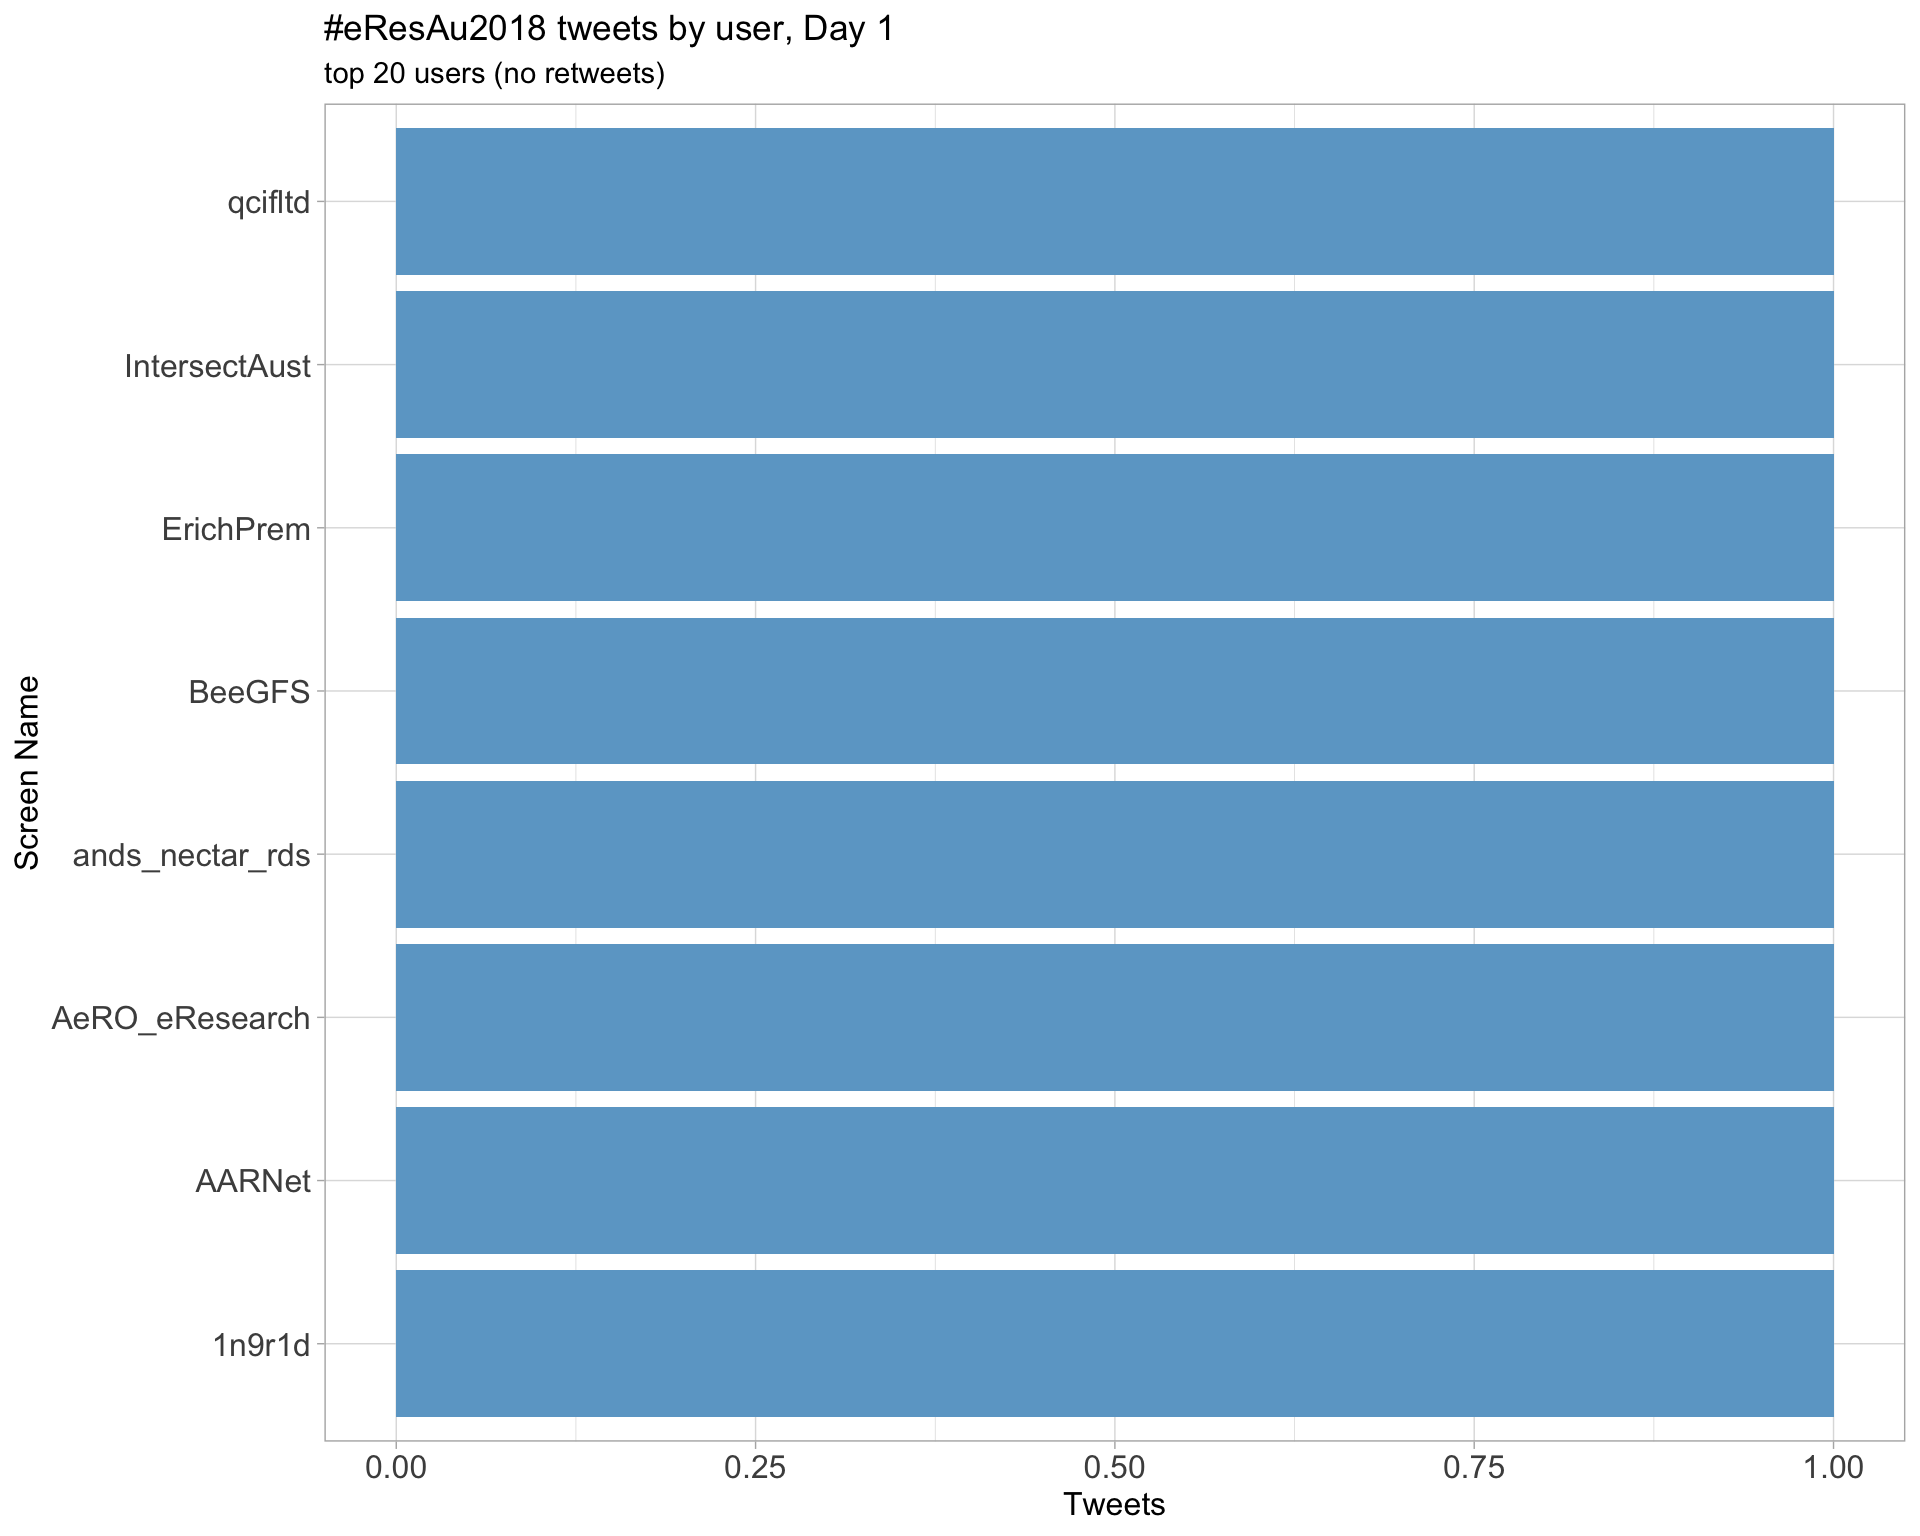 #eResAu2018 tweets by user, Day 1
top 20 users (no retweets)
Screen Name
qcifltd
IntersectAust
ErichPrem
BeeGFS
ands_nectar_rds
AeRO_eResearch
AARNet
1n9r1d
0.00 0.25 0.50 0.75 1.00
Tweets